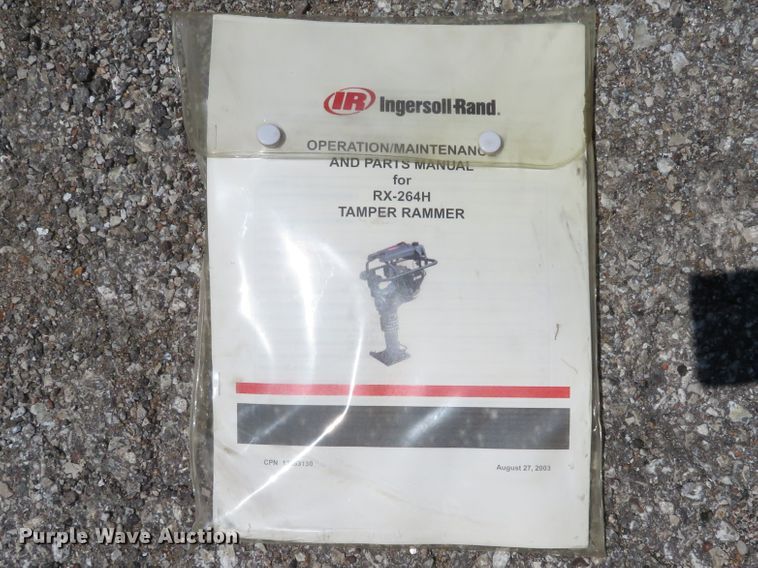 IR Ingersoll-Rand®
OPERATION/MAINTENANC
AND PARTS MANUAL
for
RX-264H
TAMPER RAMMER
CPN
August 27, 2003
Purple Wave Auction